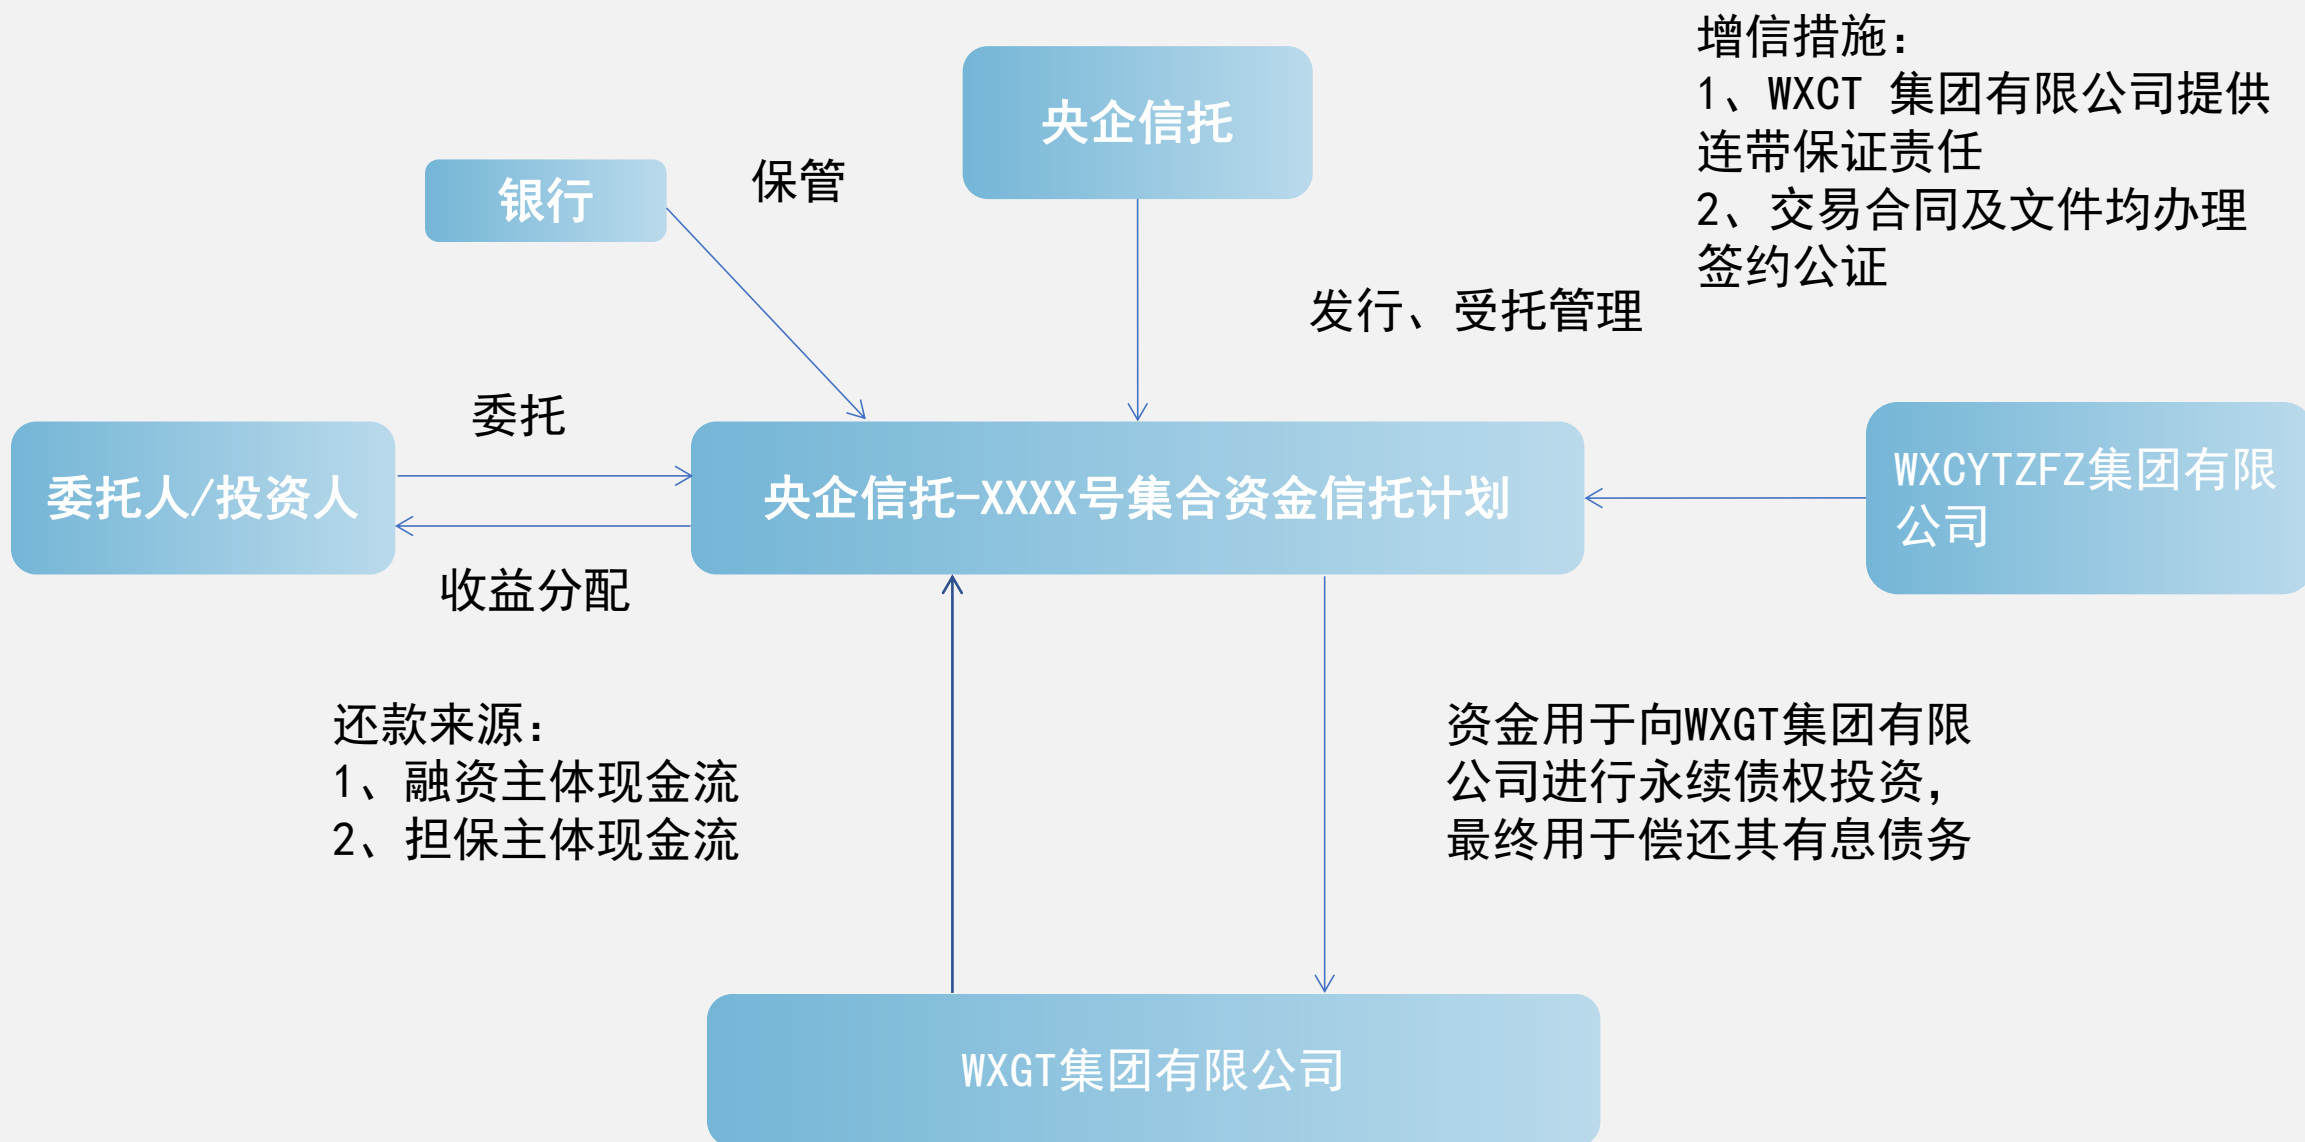 增信措施：
1、WXCT 集团有限公司提供
连带保证责任
2、交易合同及文件均办理
签约公证
央企信托
银行
保管
发行、受托管理
委托
委托人/投资人
央企信托-XXXX号集合资金信托计划
WXCYTZFZ集团有限
公司
收益分配
还款来源：
1、融资主体现金流
2、担保主体现金流
资金用于向WXGT集团有限
公司进行永续债权投资，
最终用于偿还其有息债务
WXGT集团有限公司